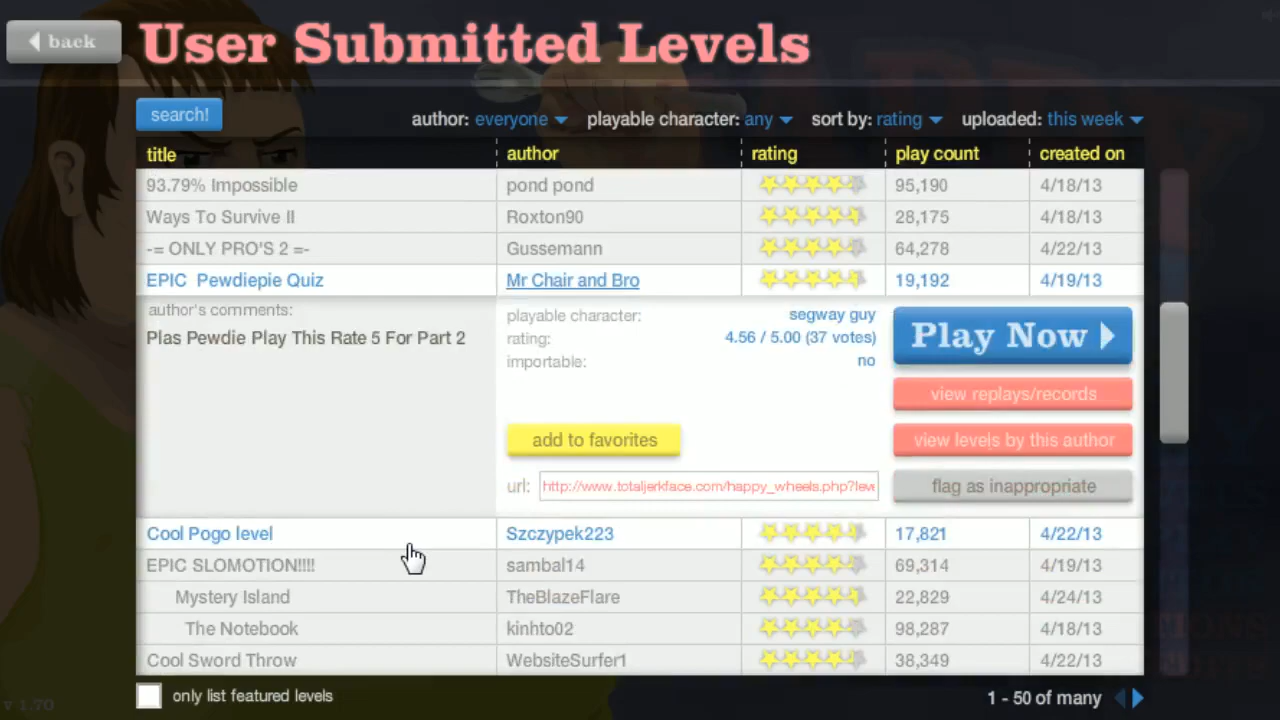 back
User Submitted Levels
search!
author: everyone playable character: any sort by: rating uploaded: this week
title author rating play count created on
93.79% Impossible pond pond 95,190 4/18/13
Ways To Survive II Roxton90 28,175 4/18/13
-= ONLY PRO'S 2 =- Gussemann 64,278 4/22/13
EPIC Pewdiepie Quiz Mr Chair and Bro 19,192 4/19/13
author's comments:
Plas Pewdie Play This Rate 5 For Part 2
playable character: segway guy
rating: 4.56 / 5.00 (37 votes)
importable: no
Play Now
view replays/records
add to favorites
view levels by this author
url: http://www.totaljerkface.com/happy_wheels.php?leve
flag as inappropriate
Cool Pogo level Szczypek223 17,821 4/22/13
EPIC SLOMOTION!!!! sambal14 69,314 4/19/13
Mystery Island TheBlazeFlare 22,829 4/24/13
The Notebook kinhto02 98,287 4/18/13
Cool Sword Throw WebsiteSurfer1 38,349 4/22/13
only list featured levels
1 - 50 of many
v 1.70